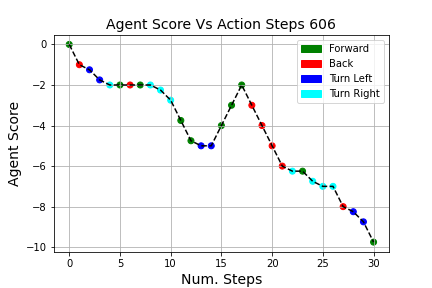 Agent Score Vs Action Steps 606
Forward
Back
Turn Left
Turn Right
Agent Score
0
−2
−4
−6
−8
−10
0 5 10 15 20 25 30
Num. Steps